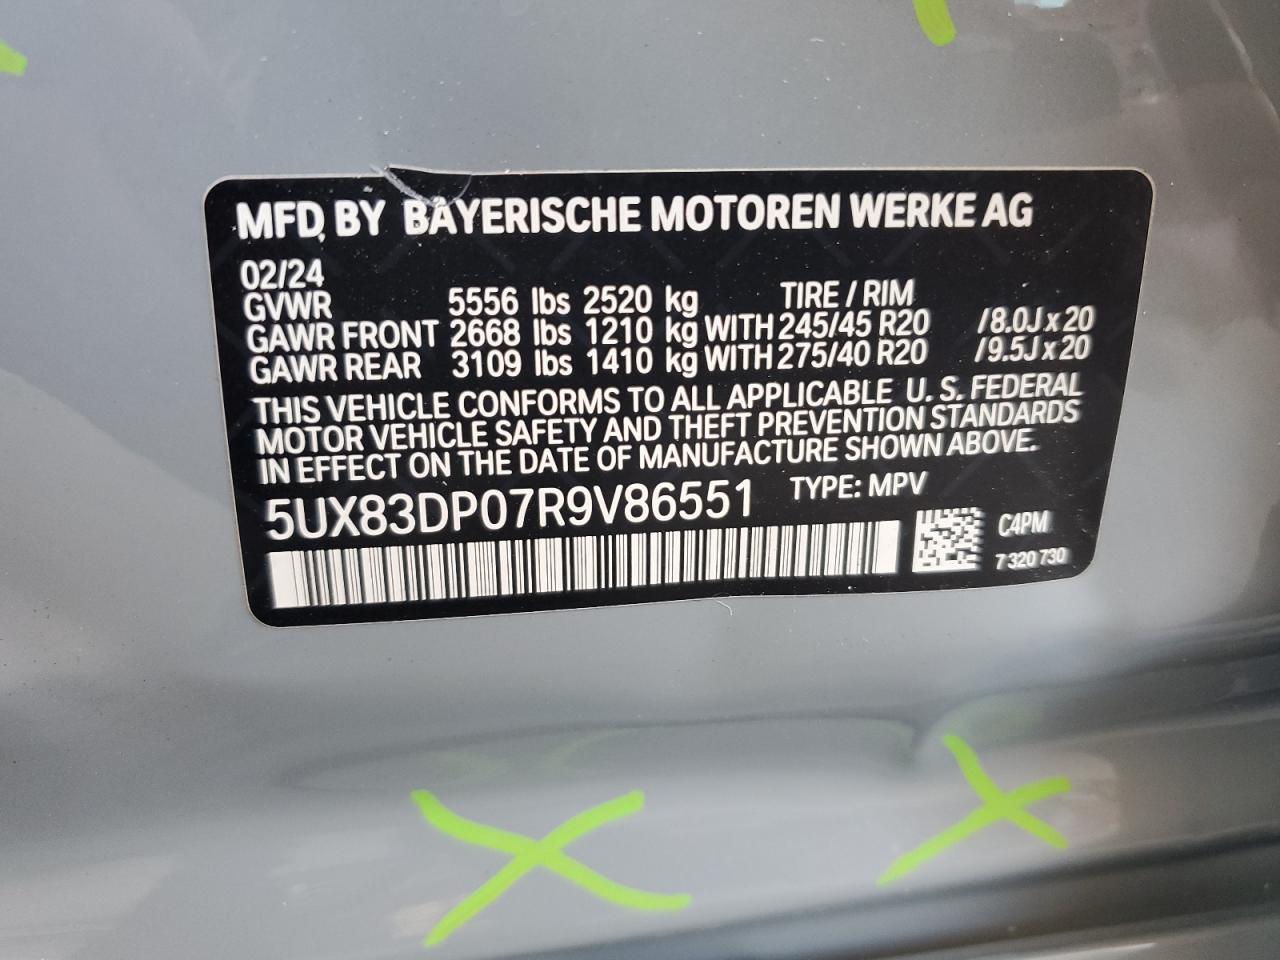 MFD. BY BAYERISCHE MOTOREN WERKE AG
02/24
GVWR 5556 lbs 2520 kg TIRE / RIM
GAWR FRONT 2668 lbs 1210 kg WITH 245/45 R20 /8.0J x 20
GAWR REAR 3109 lbs 1410 kg WITH 275/40 R20 /9.5J x 20
THIS VEHICLE CONFORMS TO ALL APPLICABLE U. S. FEDERAL
MOTOR VEHICLE SAFETY AND THEFT PREVENTION STANDARDS
IN EFFECT ON THE DATE OF MANUFACTURE SHOWN ABOVE.
5UX83DP07R9V86551 TYPE: MPV
C4PM
7 320 730